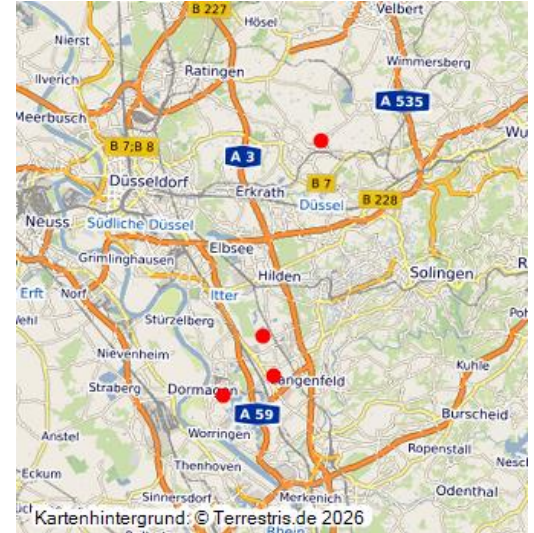 B 227
Velbert
Hösel
Nierst
Wimmersberg
Ratingen
Ilverich
A 535
Meerbusch
Wu
B 7;B 8
A 3
B 7
Düsseldorf
Erkrath
B 228
Düssel
Neuss
Südliche Düssel
Elbsee
Grimlinghausen
Hilden
Solingen
R
Erft
Norf
Itter
Stürzelberg
Nievenheim
Kuhle
Straberg
Dormagen
Langenfeld
A 59
Burscheid
Anstel
Worringen
Ropenstall
Thenhoven
Eckum
Odenthal
Sinnersdorf
Merkenich
Kartenhintergrund: © Terrestris.de 2026